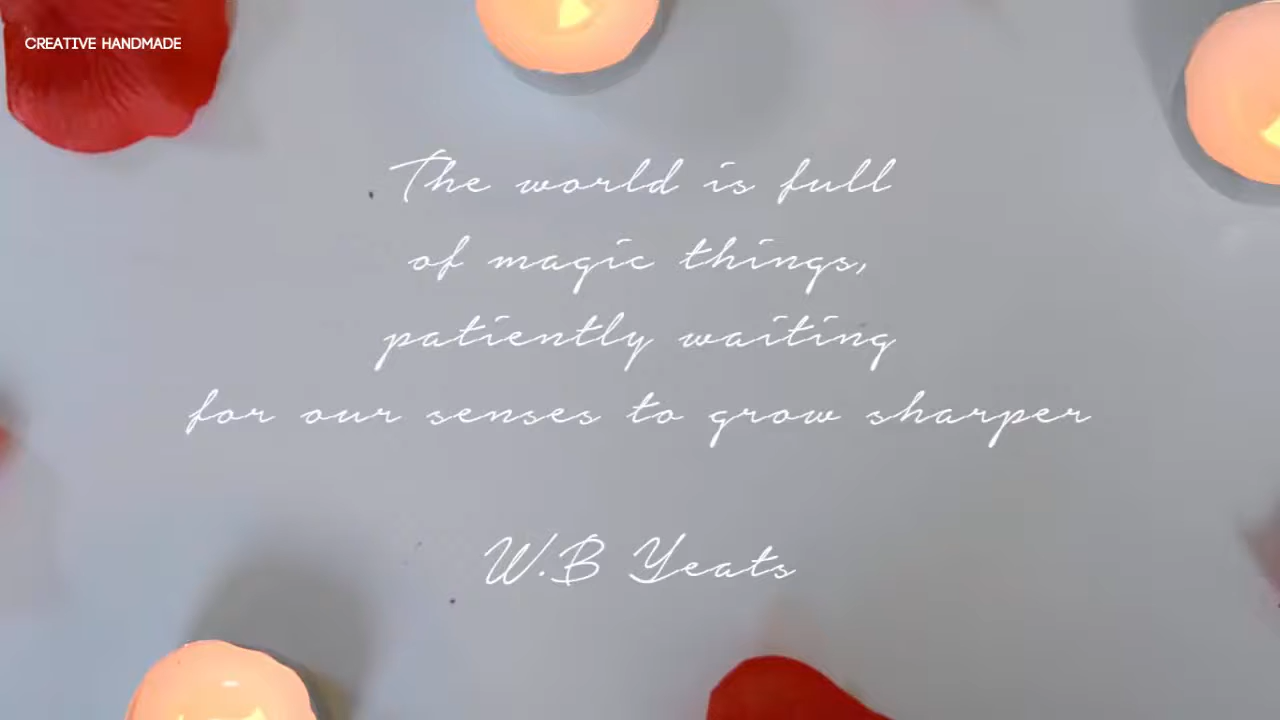 CREATIVE HANDMADE
The world is full
of magic things,
patiently waiting
for our senses to grow sharper
W.B Yeats